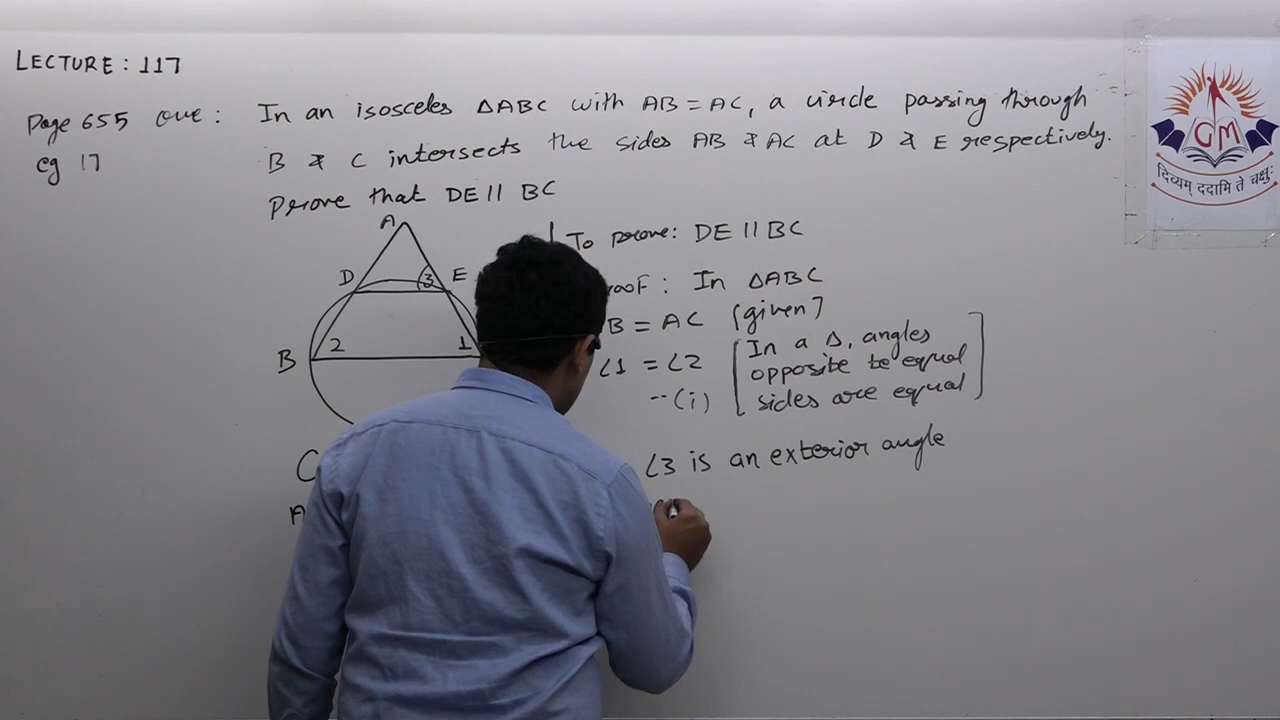 LECTURE : 117
Page 655 que : In an isosceles ΔABC with AB = AC, a circle passing through
eg 17 B & C intersects the sides AB & AC at D & E respectively.
Prove that DE || BC
A
D 3 E
B 2 1
To prove: DE || BC
: In ΔABC
B = AC (given)
∠1 = ∠2 [In a Δ, angles
opposite to equal
--(i) sides are equal]
∠3 is an exterior angle
C
A
GM
दिव्यम् ददामि ते चक्षुः